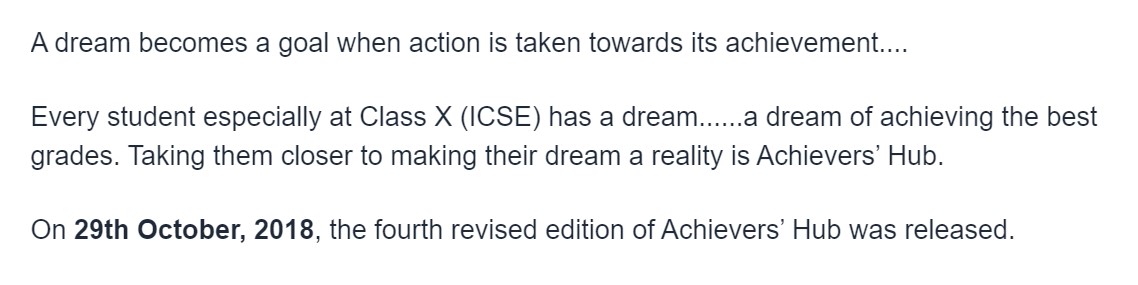 A dream becomes a goal when action is taken towards its achievement....
Every student especially at Class X (ICSE) has a dream......a dream of achieving the best
grades. Taking them closer to making their dream a reality is Achievers’ Hub.
On 29th October, 2018, the fourth revised edition of Achievers’ Hub was released.